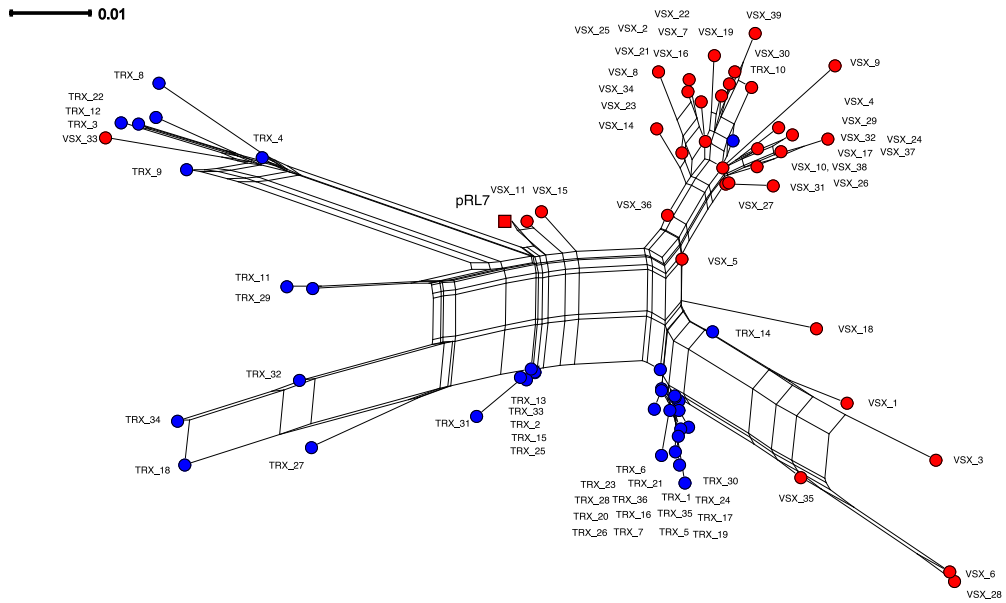 0.01
VSX_22 VSX_39
VSX_25 VSX_2 VSX_7 VSX_19
VSX_21 VSX_16 VSX_30
VSX_8 TRX_10 VSX_9
TRX_8
VSX_34
TRX_22 VSX_23 VSX_4
TRX_12
TRX_3 VSX_14 VSX_29
VSX_33 TRX_4 VSX_32 VSX_24
VSX_17 VSX_37
TRX_9 VSX_10, VSX_38
VSX_11 VSX_15 VSX_31 VSX_26
pRL7 VSX_36 VSX_27
VSX_5
TRX_11
TRX_29
TRX_14 VSX_18
TRX_32
TRX_13 VSX_1
TRX_33
TRX_34 TRX_31 TRX_2
TRX_15
TRX_25
TRX_18 TRX_27 VSX_3
TRX_6
TRX_23 TRX_21 TRX_30
TRX_28 TRX_36 TRX_1 TRX_24 VSX_35
TRX_20 TRX_16 TRX_35 TRX_17
TRX_26 TRX_7 TRX_5 TRX_19
VSX_6
VSX_28